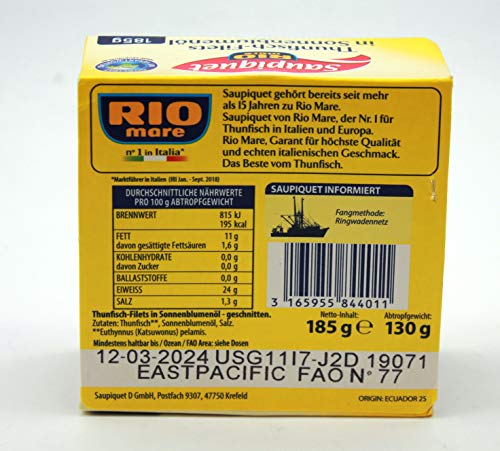 185g
Thunfisch-Filets
in Sonnenblumenöl
Saupiquet
RIO
mare
RIO
mare
n° 1 in Italia*
Saupiquet gehört bereits seit mehr
als 15 Jahren zu Rio Mare.
Saupiquet von Rio Mare, der Nr. 1 für
Thunfisch in Italien und Europa.
Rio Mare, Garant für höchste Qualität
und echten italienischen Geschmack.
Das Beste vom Thunfisch.
*Marktführer in Italien (IRI Jan. - Sept. 2018)
DURCHSCHNITTLICHE NÄHRWERTE
PRO 100 g ABTROPFGEWICHT
BRENNWERT 815 kJ
195 kcal
FETT 11 g
davon gesättigte Fettsäuren 1,6 g
KOHLENHYDRATE 0,0 g
davon Zucker 0,0 g
BALLASTSTOFFE 0,0 g
EIWEISS 24 g
SALZ 1,3 g
SAUPIQUET INFORMIERT
Fangmethode:
Ringwadennetz
3 165955 844011
Thunfisch-Filets in Sonnenblumenöl - geschnitten.
Zutaten: Thunfisch**, Sonnenblumenöl, Salz.
**Euthynnus (Katsuwonus) pelamis.
Netto-Inhalt: Abtropfgewicht:
185 g e 130 g
Mindestens haltbar bis / Ozean / FAO Area: siehe Dosen
12-03-2024 USG11I7-J2D 19071
EASTPACIFIC FAO N° 77
Saupiquet D GmbH, Postfach 9307, 47750 Krefeld
ORIGIN: ECUADOR 25